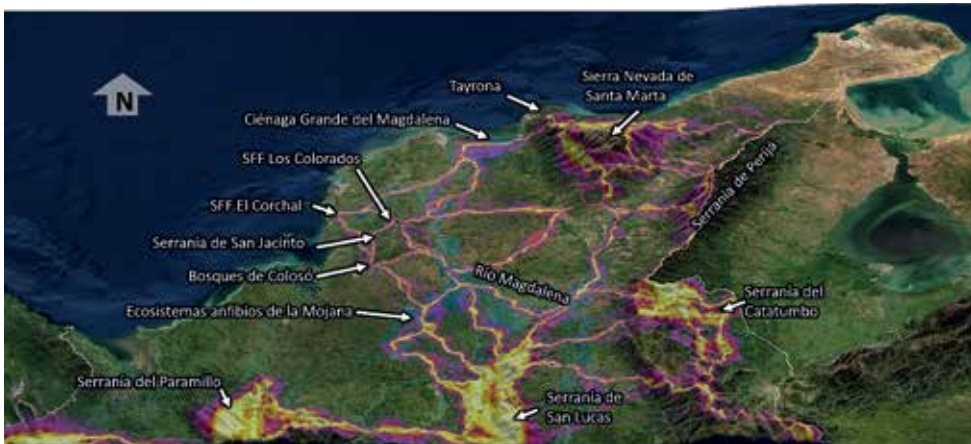 N
Tayrona
Sierra Nevada de
Santa Marta
Ciénaga Grande del Magdalena
SFF Los Colorados
SFF El Corchal
Serranía de San Jacinto
Bosques de Colosó
Ecosistemas anfibios de la Mojana
Río Magdalena
Serranía de Perijá
Serranía del
Catatumbo
Serranía del Paramillo
Serranía de
San Lucas